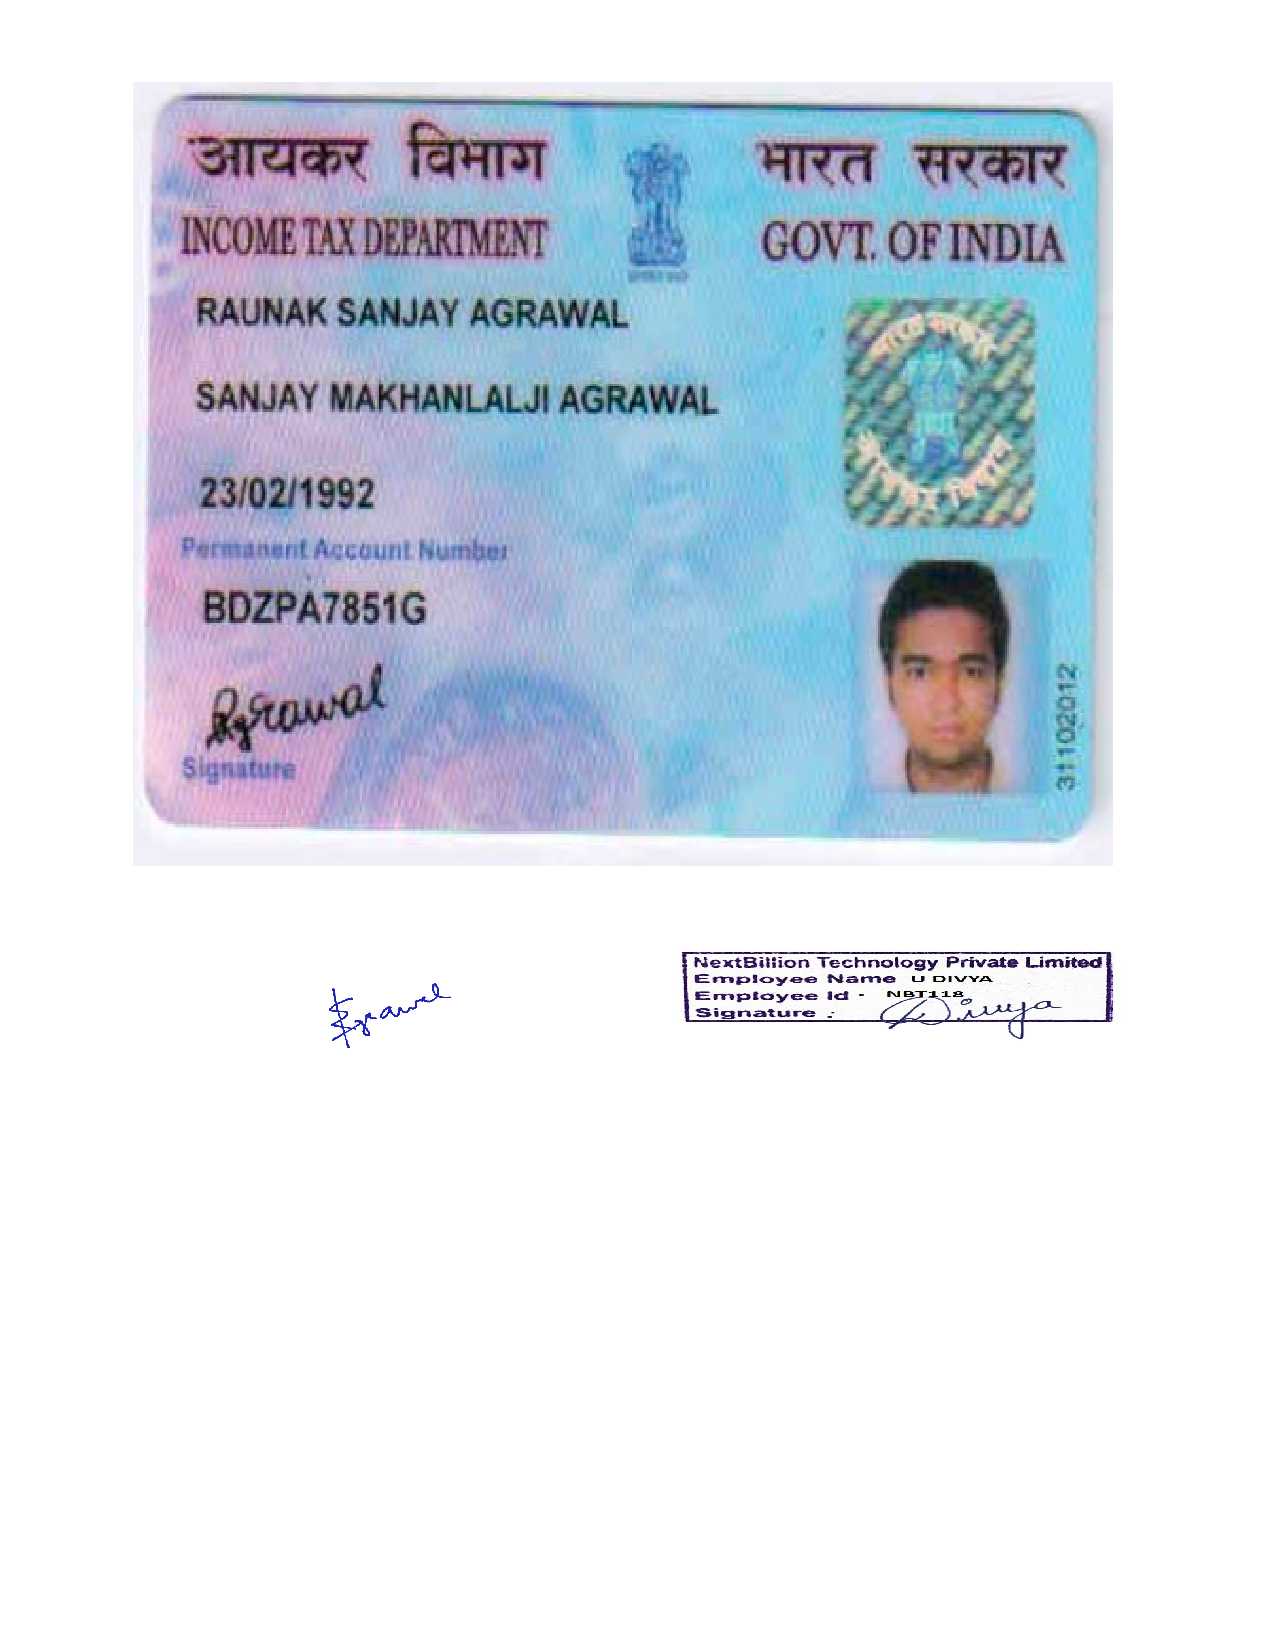 आयकर विभाग
INCOME TAX DEPARTMENT
भारत सरकार
GOVT. OF INDIA
RAUNAK SANJAY AGRAWAL
SANJAY MAKHANLALJI AGRAWAL
23/02/1992
Permanent Account Number
BDZPA7851G
Agrawal
Signature
31102012
Agrawal
NextBillion Technology Private Limited
Employee Name U DIVYA
Employee Id - NBT118
Signature : Divya